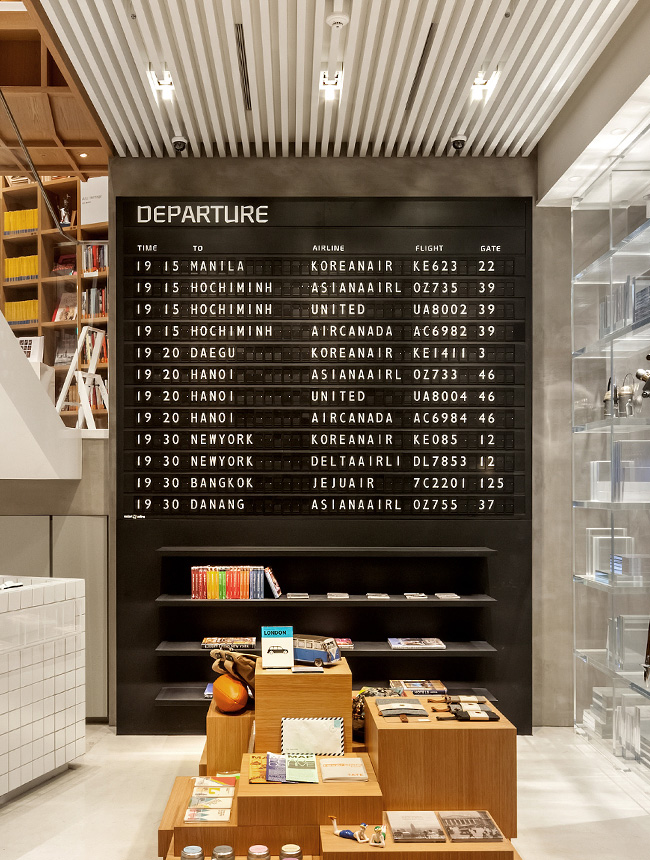 DEPARTURE
TIME TO AIRLINE FLIGHT GATE
19 15 MANILA KOREANAIR KE623 22
19 15 HOCHIMINH ASIANAAIRL OZ735 39
19 15 HOCHIMINH UNITED UA8002 39
19 15 HOCHIMINH AIRCANADA AC6982 39
19 20 DAEGU KOREANAIR KE1411 3
19 20 HANOI ASIANAAIRL OZ733 46
19 20 HANOI UNITED UA8004 46
19 20 HANOI AIRCANADA AC6984 46
19 30 NEWYORK KOREANAIR KE085 12
19 30 NEWYORK DELTAAIRLI DL7853 12
19 30 BANGKOK JEJUAIR 7C2201 125
19 30 DANANG ASIANAAIRL OZ755 37
LONDON